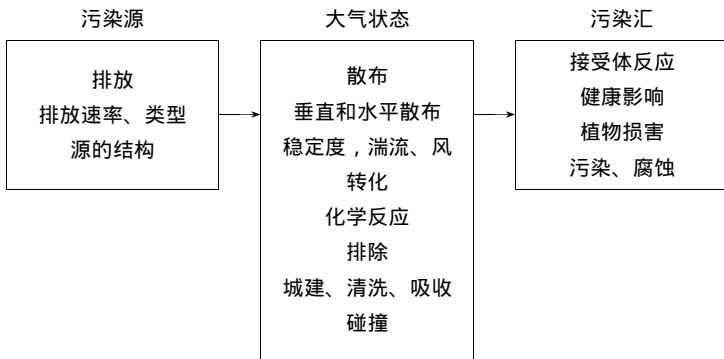 污染源
大气状态
污染汇
排放
排放速率、类型
源的结构
散布
垂直和水平散布
稳定度，湍流、风
转化
化学反应
排除
城建、清洗、吸收
碰撞
接受体反应
健康影响
植物损害
污染、腐蚀